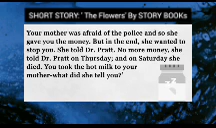 SHORT STORY: ' The Flowers' By STORY BOOKs
Your mother was afraid of the police and so she
gave you the money. But in the end, she wanted to
stop you. She told Dr. Pratt. No more money, she
told Dr. Pratt on Thursday; and on Saturday she
died. You took the hot milk to your
mother-what did she tell you?'